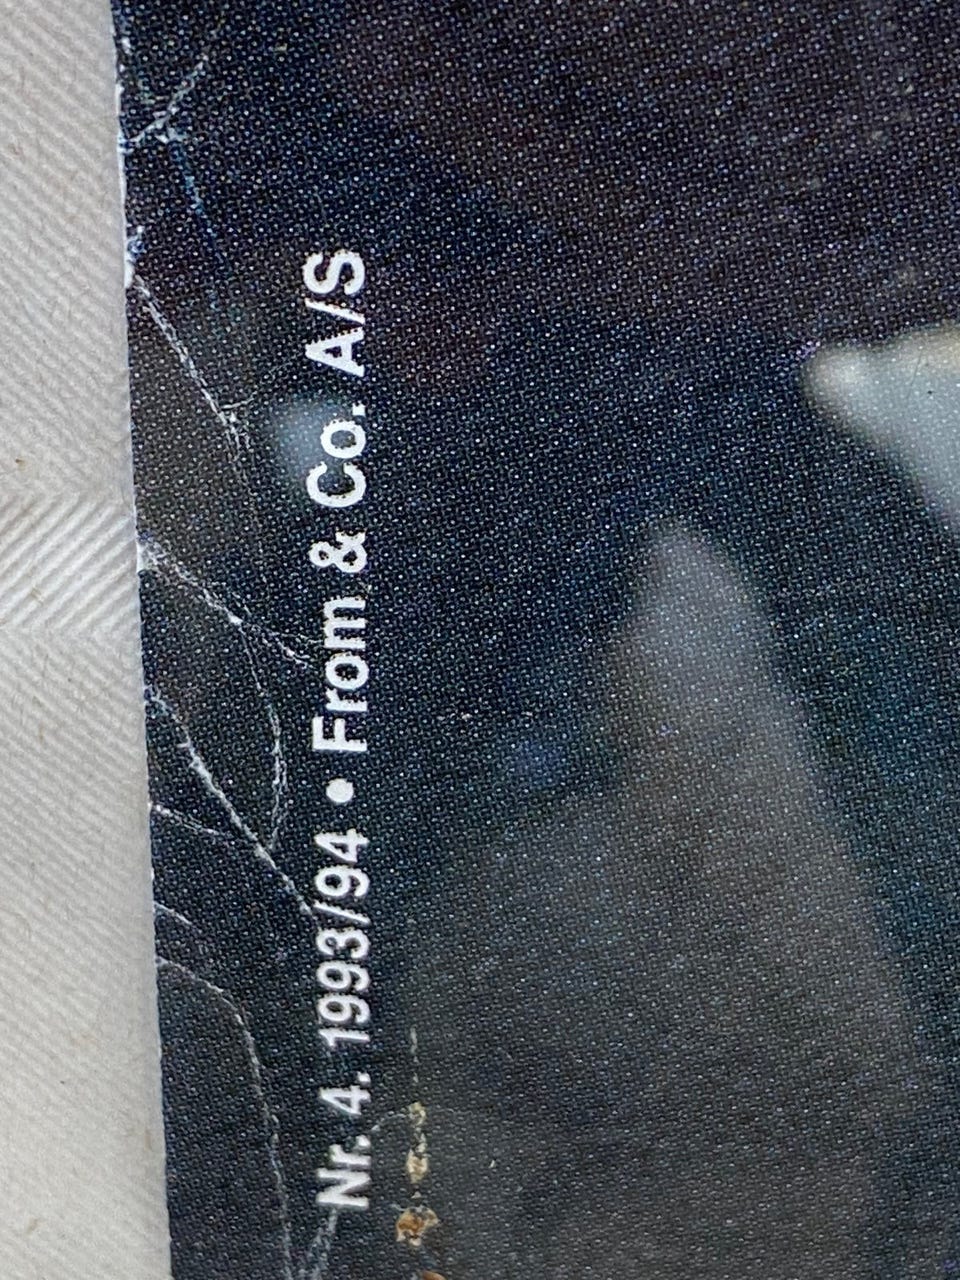 Nr. 4. 1993/94 • From & Co. A/S